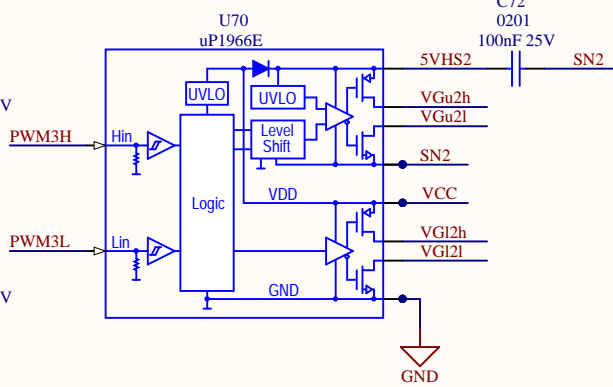 C72
0201
100nF 25V
U70
uP1966E
5VHS2
SN2
UVLO
UVLO
VGu2h
VGu2l
V
PWM3H
Hin
Level
Shift
SN2
VDD
VCC
Logic
PWM3L
Lin
VGl2h
VGl2l
GND
V
GND